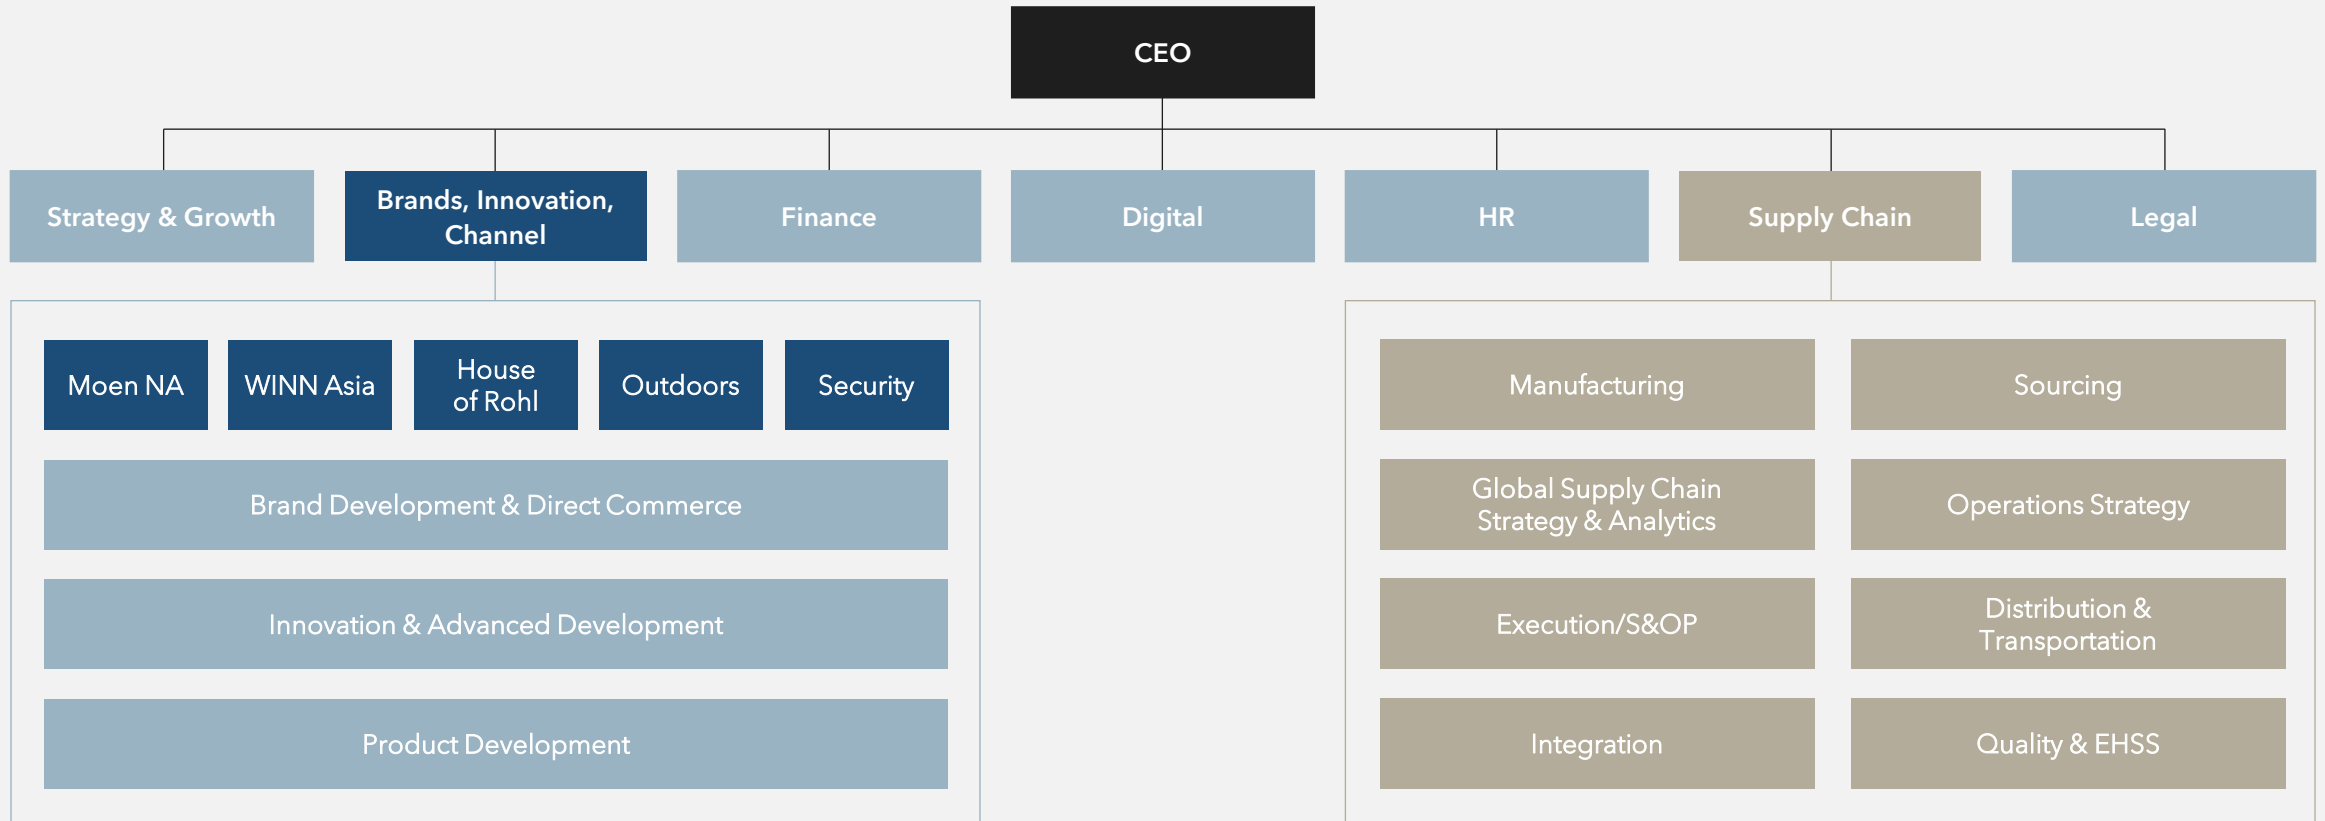 CEO
Strategy & Growth
Brands, Innovation,
Channel
Finance
Digital
HR
Supply Chain
Legal
Moen NA
WINN Asia
House
of Rohl
Outdoors
Security
Brand Development & Direct Commerce
Innovation & Advanced Development
Product Development
Manufacturing
Sourcing
Global Supply Chain
Strategy & Analytics
Operations Strategy
Execution/S&OP
Distribution &
Transportation
Integration
Quality & EHSS